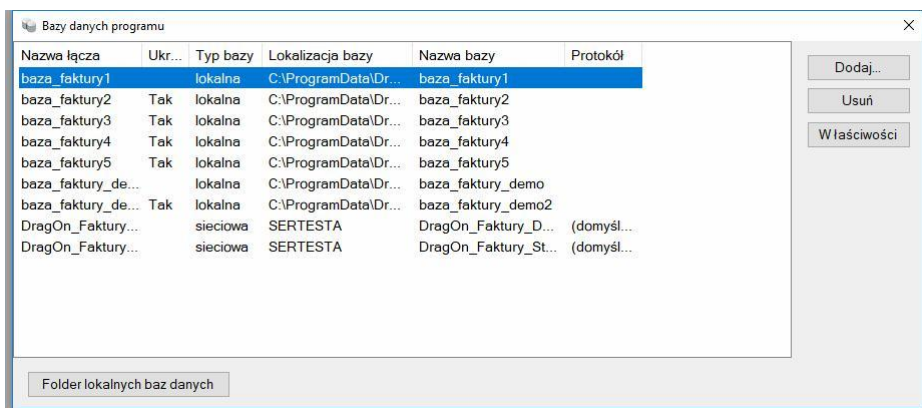 Bazy danych programu
Nazwa łącza Ukr... Typ bazy Lokalizacja bazy Nazwa bazy Protokół
baza_faktury1 lokalna C:\ProgramData\Dr... baza_faktury1
baza_faktury2 Tak lokalna C:\ProgramData\Dr... baza_faktury2
baza_faktury3 Tak lokalna C:\ProgramData\Dr... baza_faktury3
baza_faktury4 Tak lokalna C:\ProgramData\Dr... baza_faktury4
baza_faktury5 Tak lokalna C:\ProgramData\Dr... baza_faktury5
baza_faktury_de... lokalna C:\ProgramData\Dr... baza_faktury_demo
baza_faktury_de... Tak lokalna C:\ProgramData\Dr... baza_faktury_demo2
DragOn_Faktury... sieciowa SERTESTA DragOn_Faktury_D... (domyśl...
DragOn_Faktury... sieciowa SERTESTA DragOn_Faktury_St... (domyśl...
Dodaj...
Usuń
Właściwości
Folder lokalnych baz danych